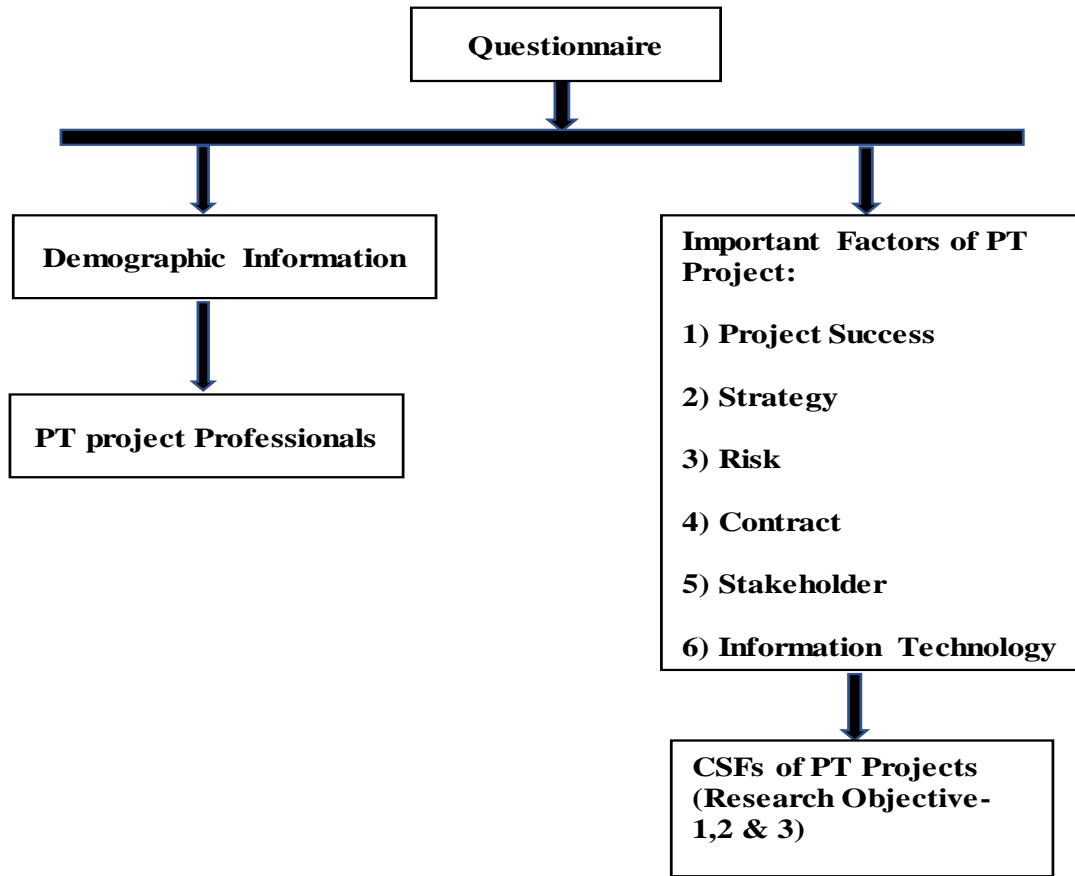 Questionnaire
Demographic Information
PT project Professionals
Important Factors of PT
Project:
1) Project Success
2) Strategy
3) Risk
4) Contract
5) Stakeholder
6) Information Technology
CSFs of PT Projects
(Research Objective-
1,2 & 3)